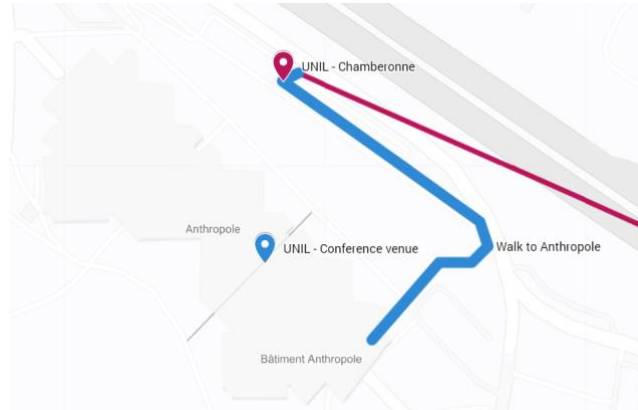 UNIL - Chamberonne
Anthropole
UNIL - Conference venue
Walk to Anthropole
Bâtiment Anthropole